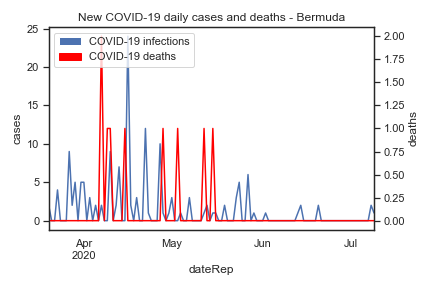 New COVID-19 daily cases and deaths - Bermuda
COVID-19 infections
COVID-19 deaths
25
20
15
10
5
0
cases
2.00
1.75
1.50
1.25
1.00
0.75
0.50
0.25
0.00
deaths
Apr
2020
May
Jun
Jul
dateRep